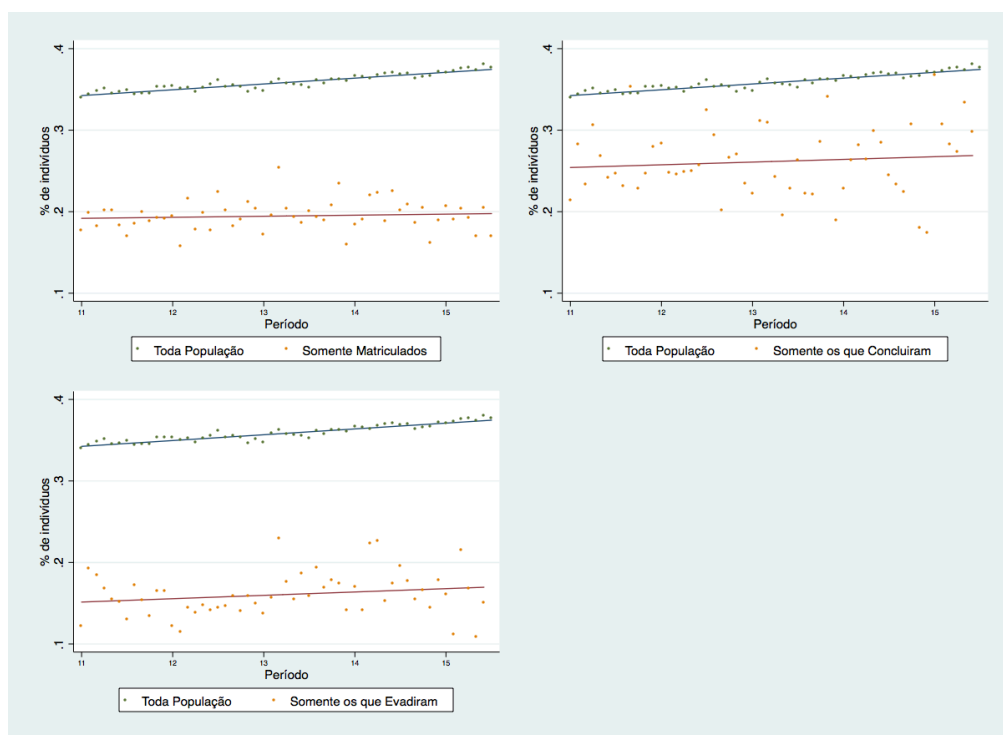 % de indivíduos
.4
.3
.2
.1
11 12 13 14 15
Período
Toda População Somente Matriculados
% de indivíduos
.4
.3
.2
.1
11 12 13 14 15
Período
Toda População Somente os que Concluiram
% de indivíduos
.4
.3
.2
.1
11 12 13 14 15
Período
Toda População Somente os que Evadiram